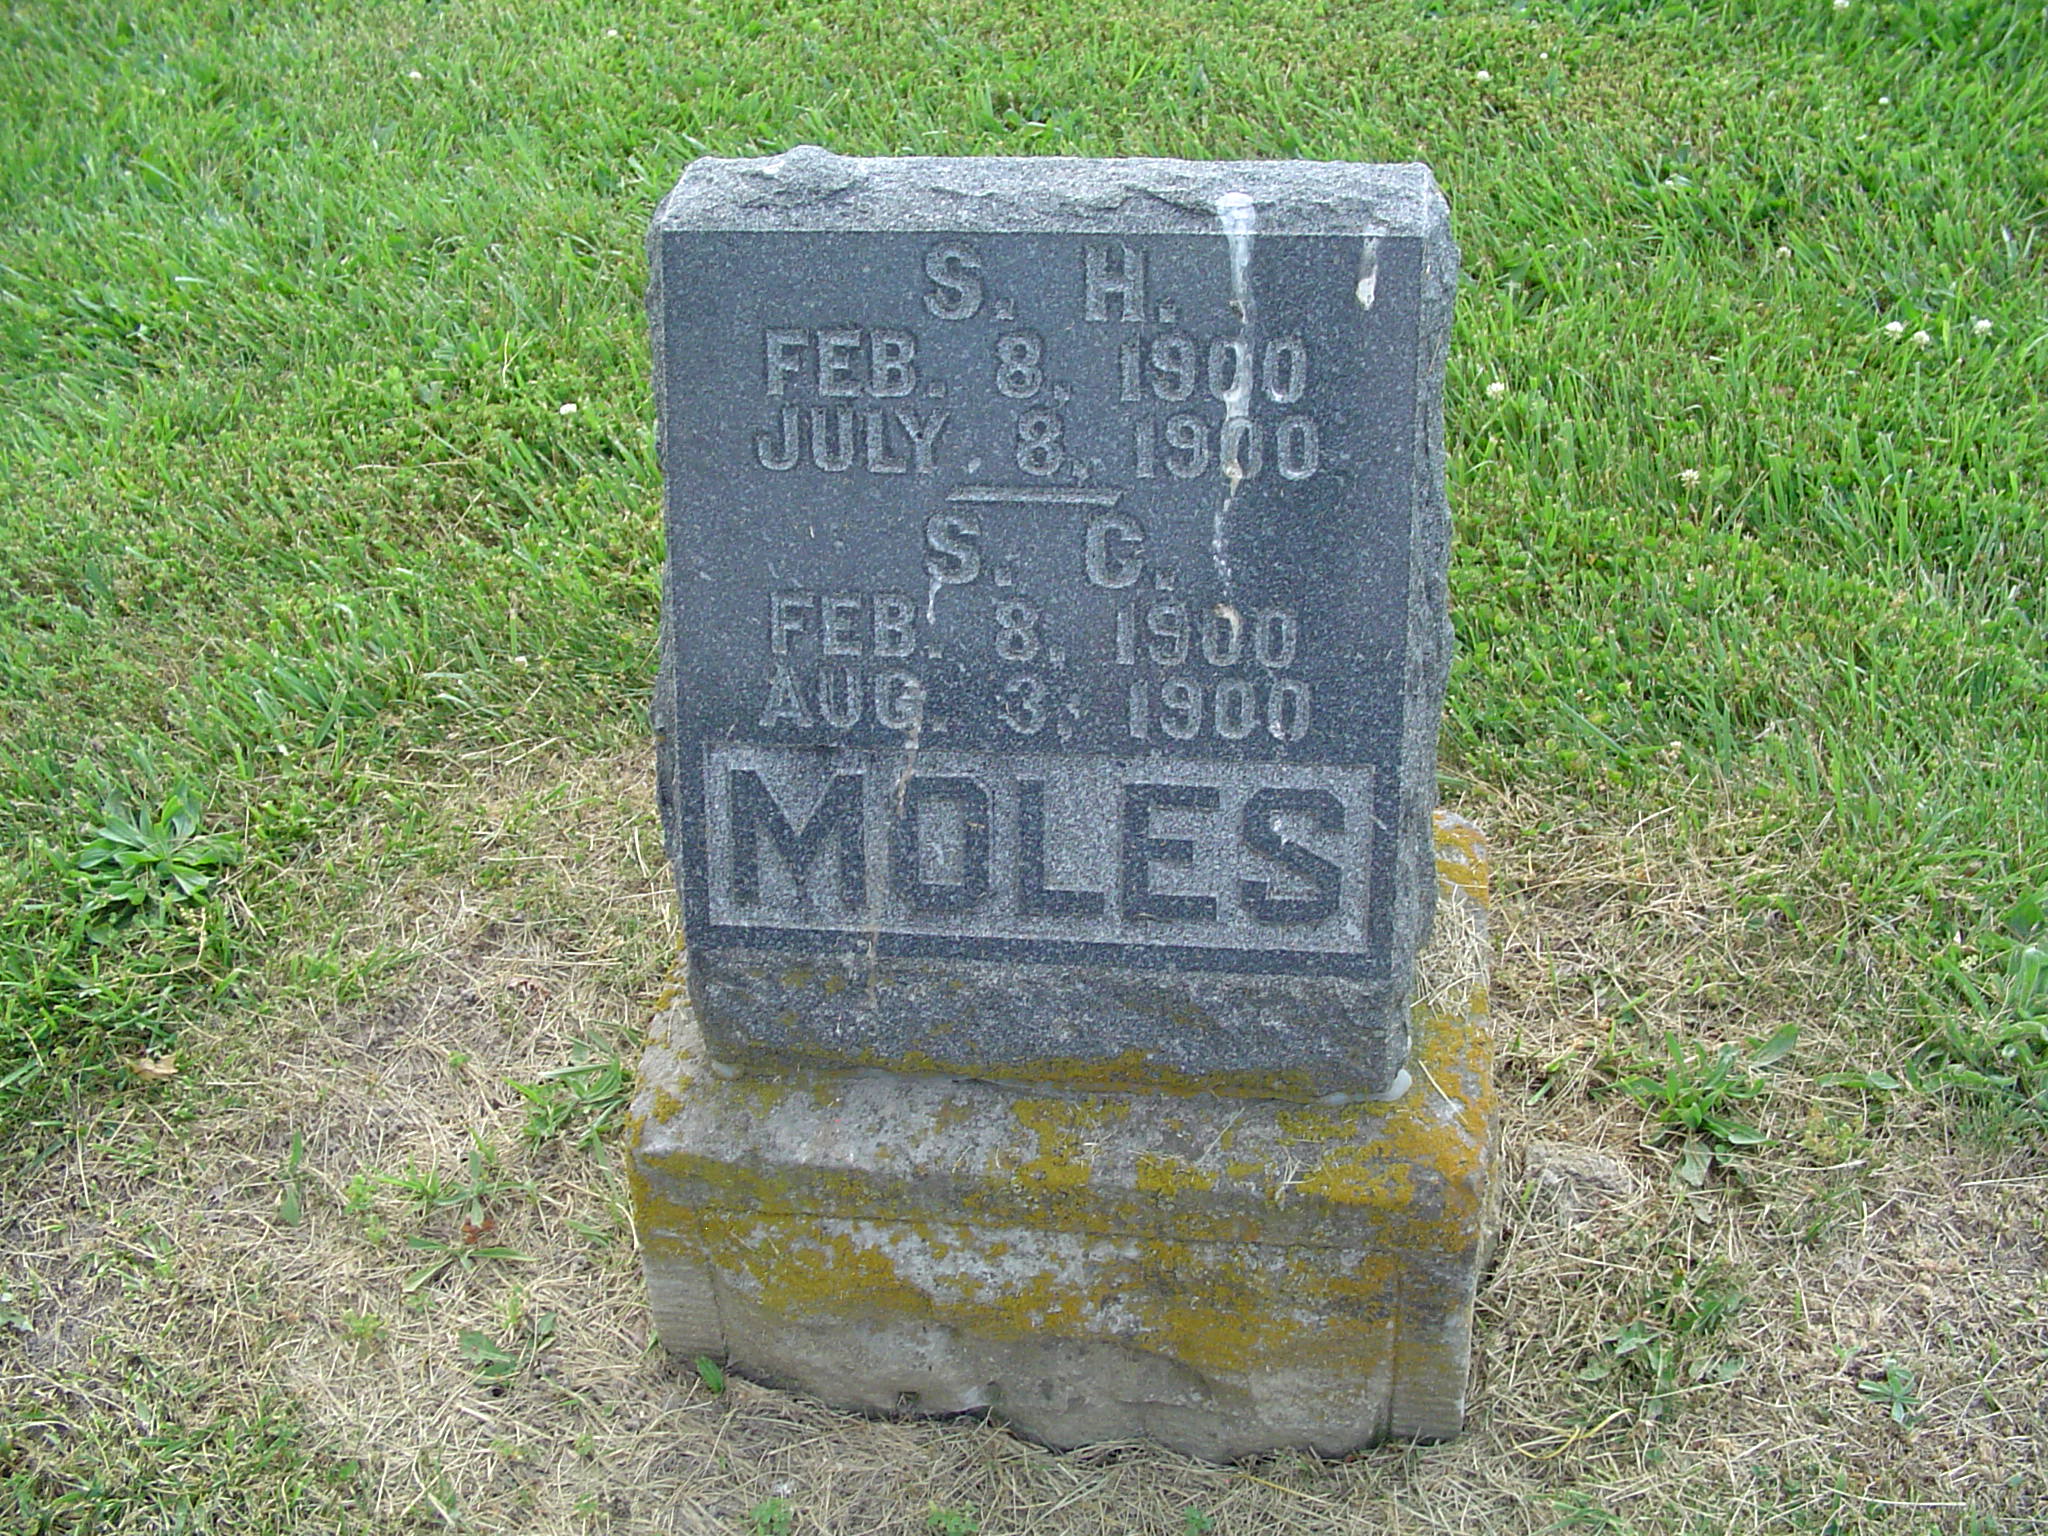 S. H.
FEB. 8, 1900
JULY. 8, 1900
S. G.
FEB. 8, 1900
AUG. 3, 1900
MOLES